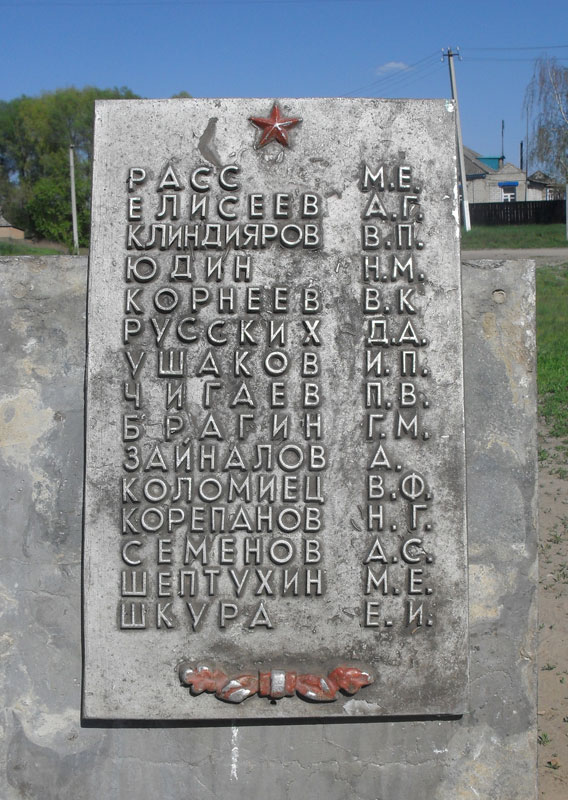 РАСС М.Е.
ЕЛИСЕЕВ А.Г.
КЛИНДИЯРОВ В.П.
ЮДИН Н.М.
КОРНЕЕВ В.К
РУССКИХ Д.А.
УШАКОВ И.П.
ЧИГАЕВ П.В.
БРАГИН Г.М.
ЗАЙНАЛОВ А.
КОЛОМИЕЦ В.Ф.
КОРЕПАНОВ Н.Г.
СЕМЕНОВ А.С.
ШЕПТУХИН М.Е.
ШКУРА Е.И.